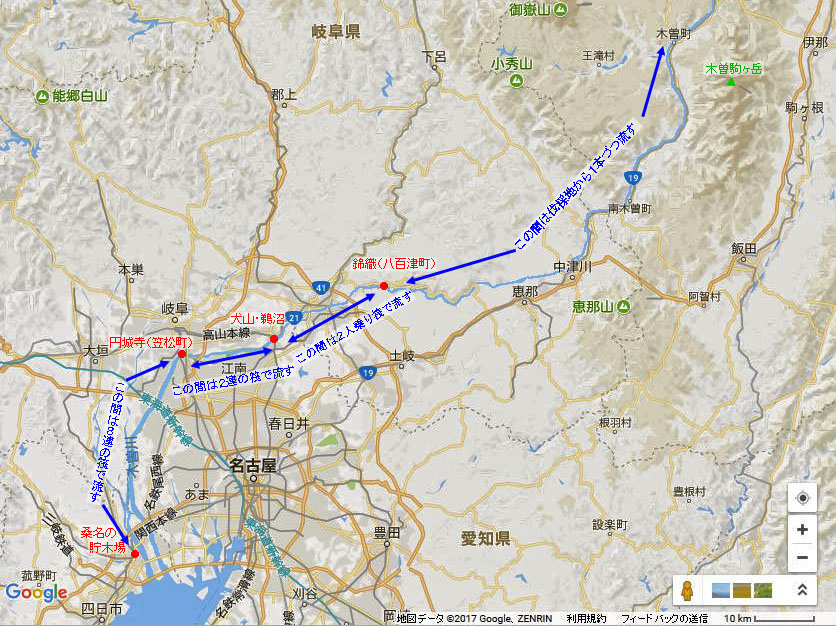 御嶽山
岐阜県
木曽町
伊那
下呂
王滝村
小秀山
木曽駒ヶ岳
能郷白山
郡上
駒ヶ根
この間は伐採地から1本づつ流す
19
南木曽町
飯田
錦織(八百津町)
中津川
本巣
41
恵那
阿智村
岐阜
犬山・鵜沼
21
恵那山
この間は2人乗り筏で流す
高山本線
円城寺(笠松町)
大垣
江南
土岐
19
この間は2連の筏で流す
この間は3連の筏で流す
東海道新幹線
春日井
根羽村
木曽川
名鉄尾西線
名古屋
あま
豊根村
関西本線
三岐鉄道
設楽町
豊田
愛知県
桑名の
貯木場
東海道新幹線
菰野町
Google
四日市
名鉄常滑線
刈谷
線
岡崎
地図データ ©2017 Google、ZENRIN 利用規約 フィードバックの送信 10 km